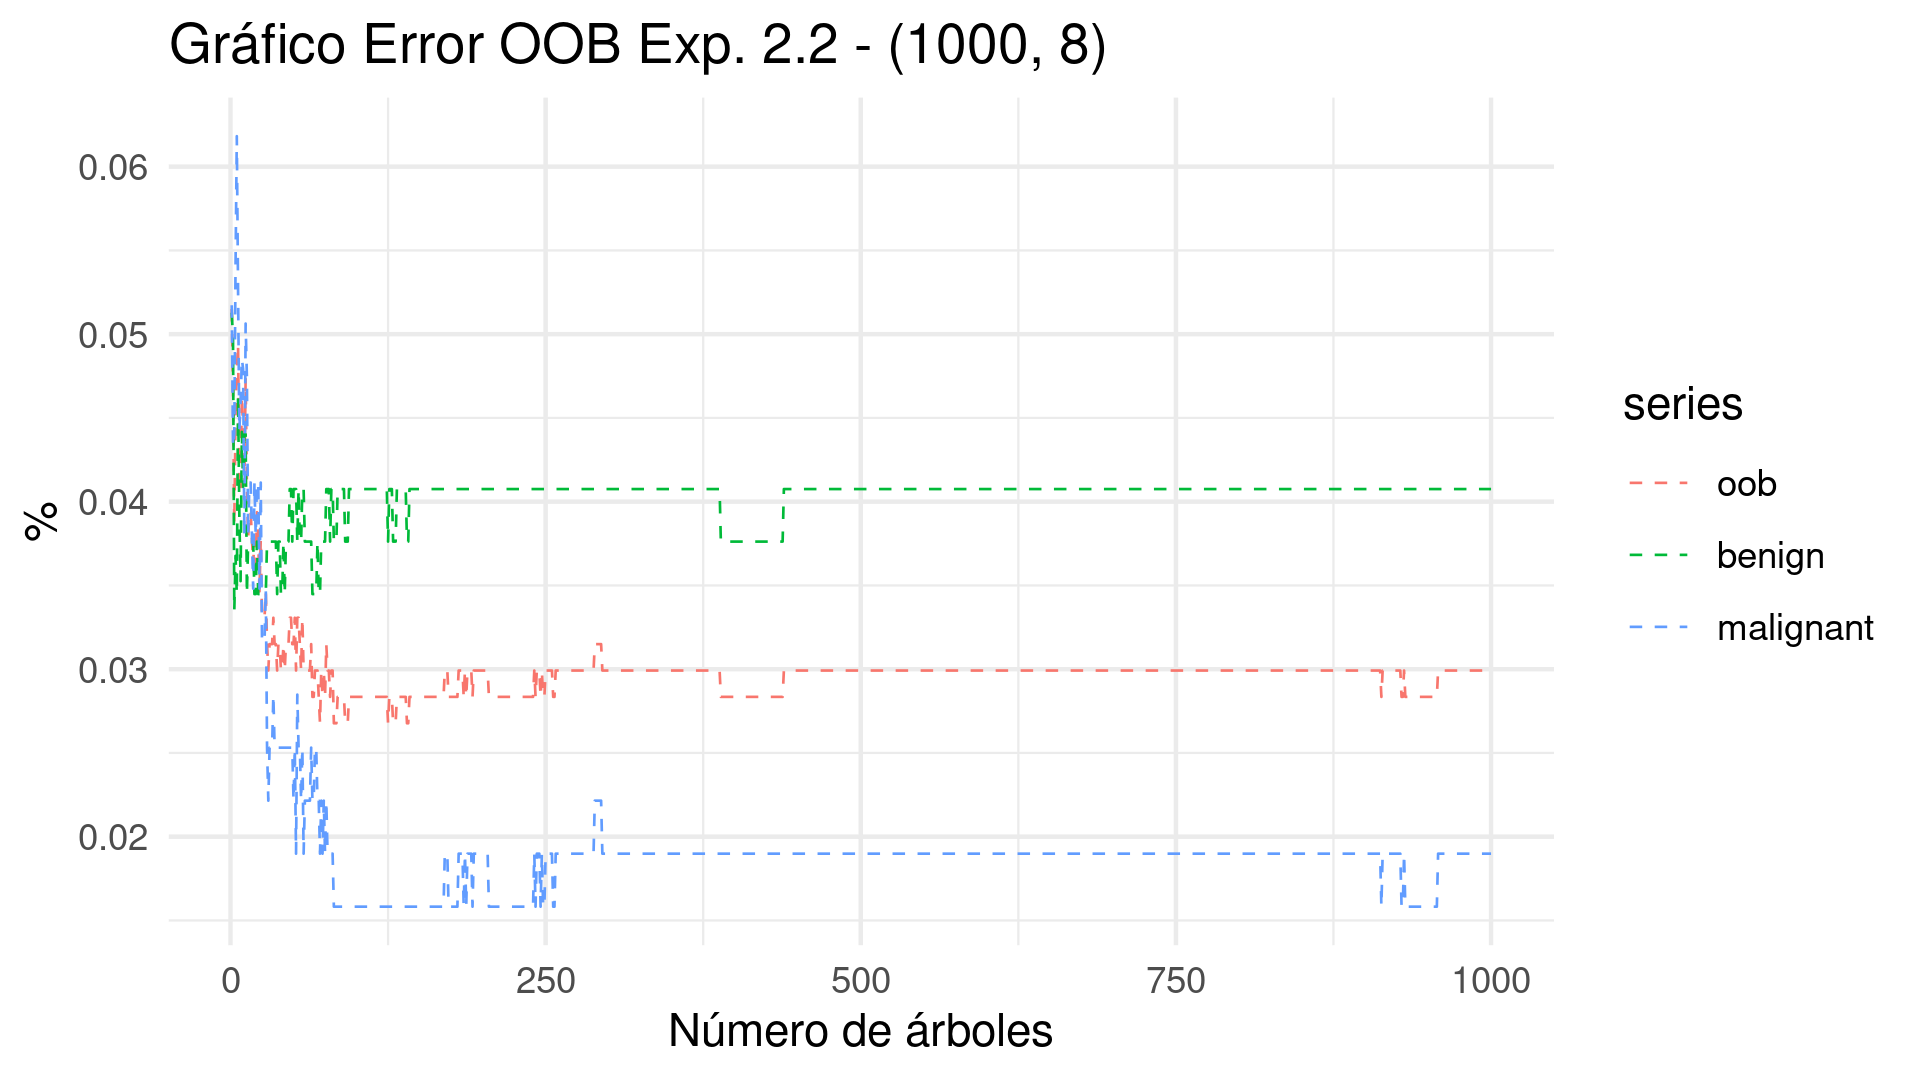 Gráfico Error OOB Exp. 2.2 - (1000, 8)
%
0.06
0.05
0.04
0.03
0.02
0
250
500
750
1000
Número de árboles
series
oob
benign
malignant